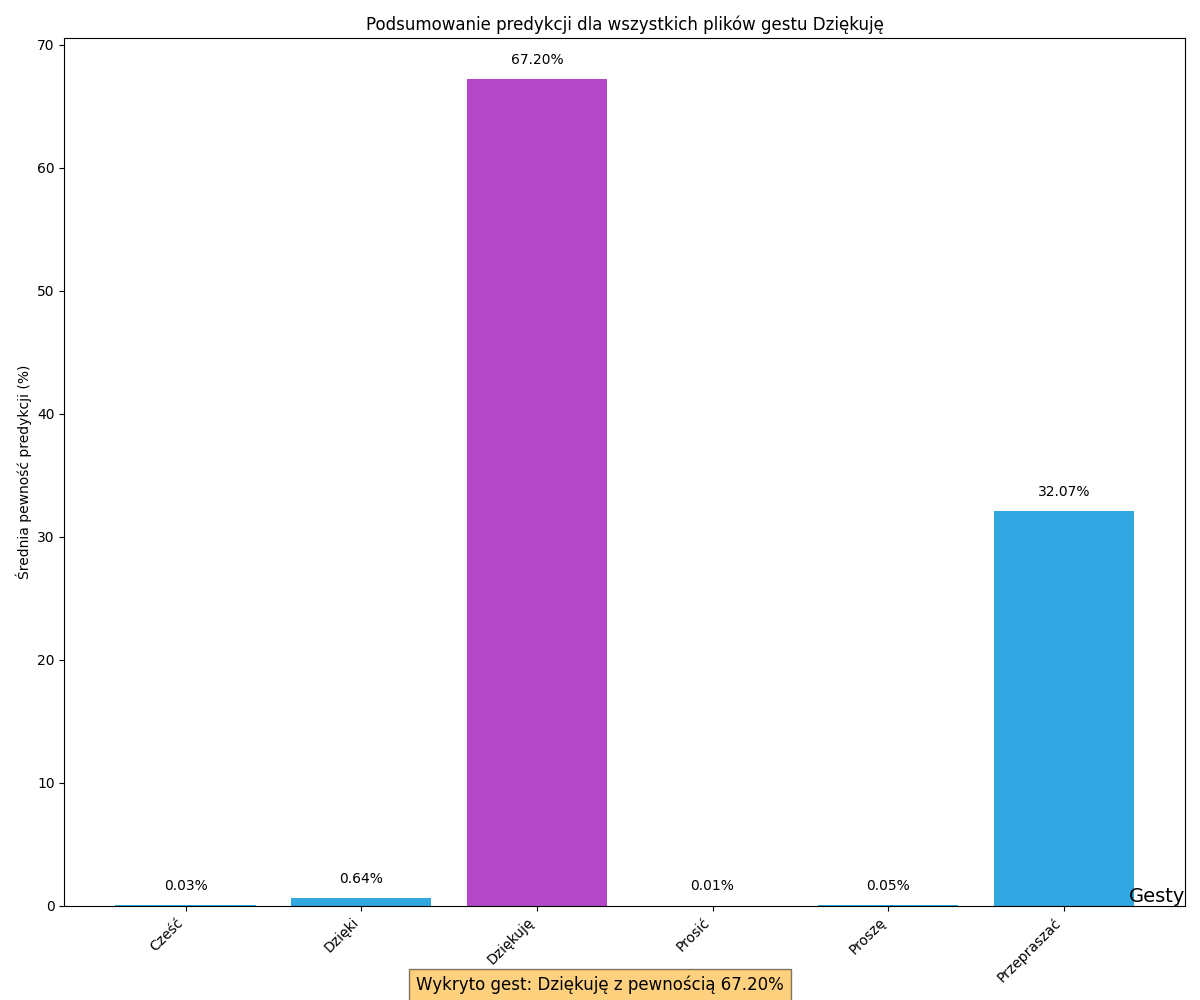 Podsumowanie predykcji dla wszystkich plików gestu Dziękuję
70
60
50
40
30
20
10
0
Średnia pewność predykcji (%)
0.03%
0.64%
67.20%
0.01%
0.05%
32.07%
Cześć
Dzięki
Dziękuję
Prosić
Proszę
Przepraszać
Gesty
Wykryto gest: Dziękuję z pewnością 67.20%